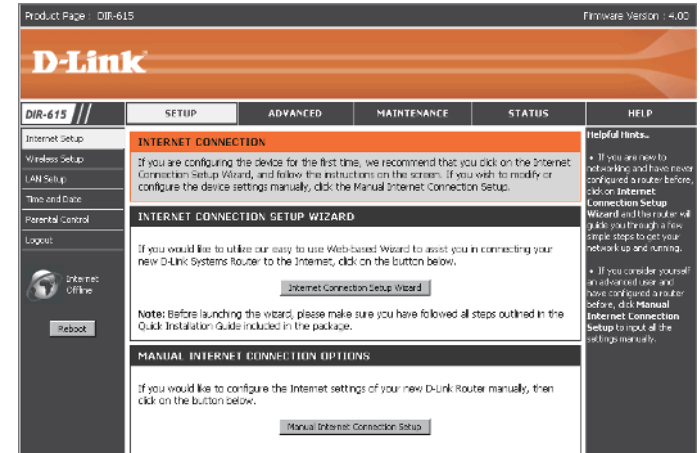 Product Page : DIR-615
Firmware Version : 4.00
D-Link
DIR-615
SETUP
ADVANCED
MAINTENANCE
STATUS
HELP
Internet Setup
Wireless Setup
LAN Setup
Time and Date
Parental Control
Logout
Internet
Offline
Reboot
INTERNET CONNECTION
If you are configuring the device for the first time, we recommend that you click on the Internet
Connection Setup Wizard, and follow the instructions on the screen. If you wish to modify or
configure the device settings manually, click the Manual Internet Connection Setup.
INTERNET CONNECTION SETUP WIZARD
If you would like to utilize our easy to use Web-based Wizard to assist you in connecting your
new D-Link Systems Router to the Internet, click on the button below.
Internet Connection Setup Wizard
Note: Before launching the wizard, please make sure you have followed all steps outlined in the
Quick Installation Guide included in the package.
MANUAL INTERNET CONNECTION OPTIONS
If you would like to configure the Internet settings of your new D-Link Router manually, then
click on the button below.
Manual Internet Connection Setup
Helpful Hints..
• If you are new to
networking and have never
configured a router before,
click on Internet
Connection Setup
Wizard and the router will
guide you through a few
simple steps to get your
network up and running.
• If you consider yourself
an advanced user and
have configured a router
before, click Manual
Internet Connection
Setup to input all the
settings manually.